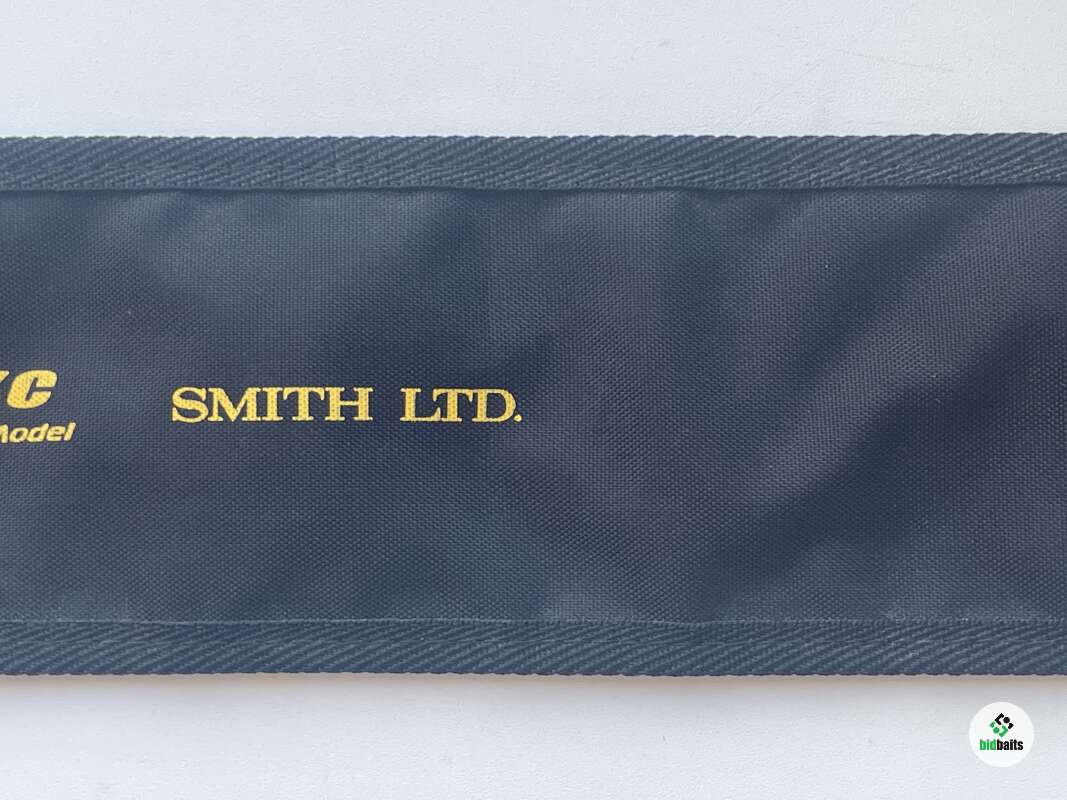 SMITH LTD.
Model
bidbaits